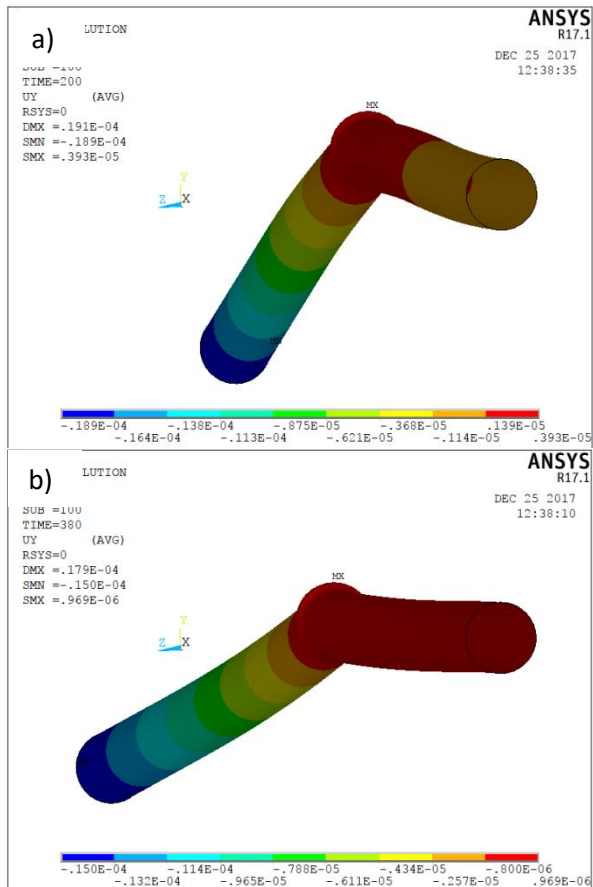 a)
LUTION
ANSYS
R17.1
DEC 25 2017
12:38:35
TIME=200
UY (AVG)
RSYS=0
DMX =.191E-04
SMN =-.189E-04
SMX =.393E-05
MX
Y
Z X
MN
-.189E-04 -.138E-04 -.875E-05 -.368E-05 .139E-05
-.164E-04 -.113E-04 -.621E-05 -.114E-05 .393E-05
b)
LUTION
ANSYS
R17.1
DEC 25 2017
12:38:10
SUB =100
TIME=380
UY (AVG)
RSYS=0
DMX =.179E-04
SMN =-.150E-04
SMX =.969E-06
MX
Y
Z X
-.150E-04 -.114E-04 -.788E-05 -.434E-05 -.800E-06
-.132E-04 -.965E-05 -.611E-05 -.257E-05 .969E-06